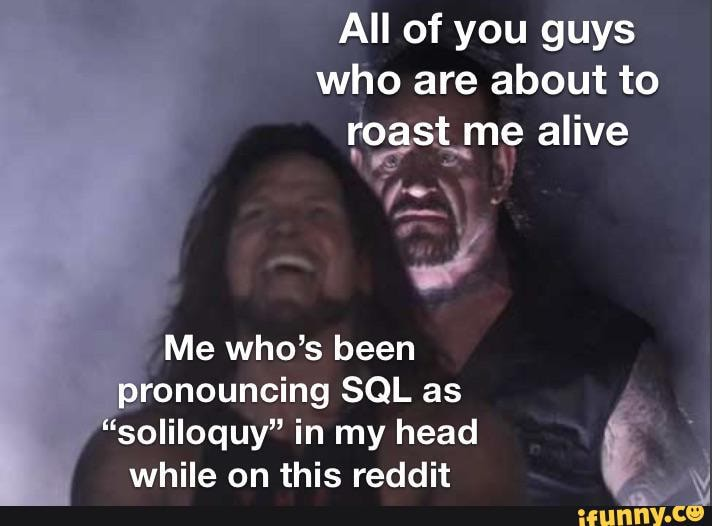 All of you guys
who are about to
roast me alive
Me who's been
pronouncing SQL as
“soliloquy” in my head
while on this reddit
ifunny.co